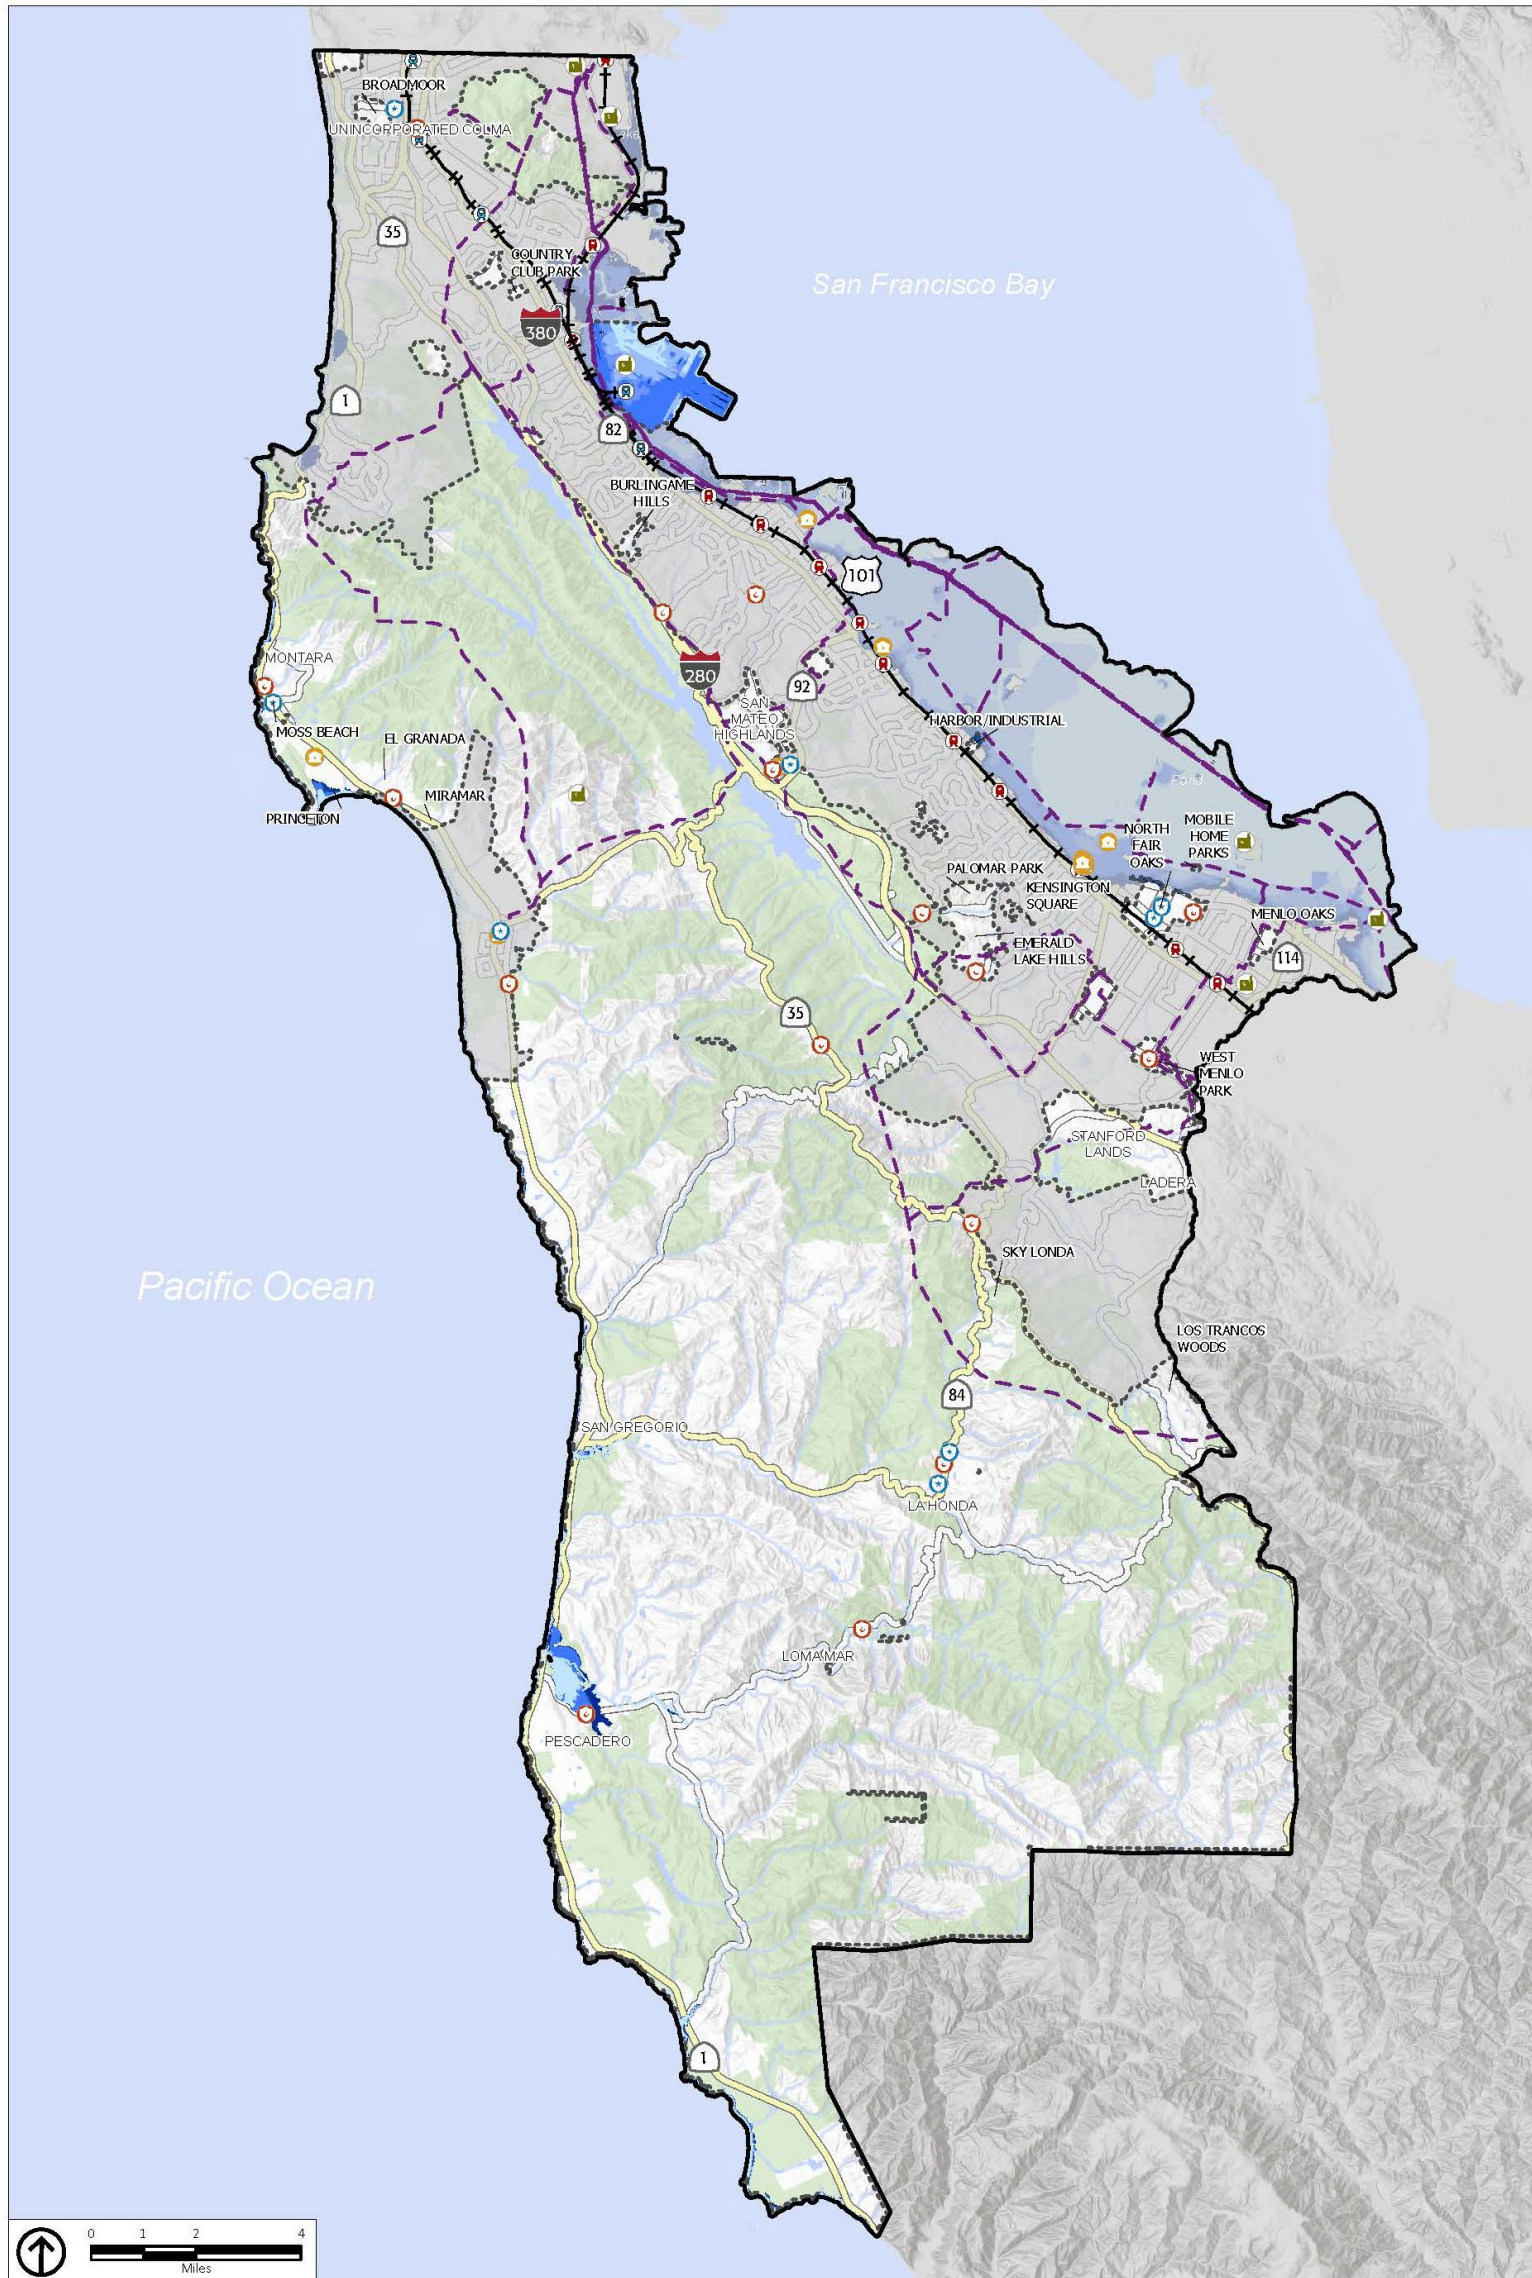 BROADMOOR
UNINCORPORATED COLMA
35
COUNTRY
CLUB PARK
San Francisco Bay
380
1
82
BURLINGAME
HILLS
101
MONTARA
280
92
SAN
MATEO
HIGHLANDS
HARBOR/INDUSTRIAL
MOSS BEACH
EL GRANADA
Pond
MIRAMAR
PRINCETON
NORTH
FAIR
OAKS
MOBILE
HOME
PARKS
PALOMAR PARK
KENSINGTON
SQUARE
MENLO OAKS
EMERALD
LAKE HILLS
114
35
WEST
MENLO
PARK
STANFORD
LANDS
LADERA
SKY LONDA
Pacific Ocean
LOS TRANCOS
WOODS
84
SAN GREGORIO
LA HONDA
LOMA MAR
PESCADERO
1
0 1 2 4
Miles